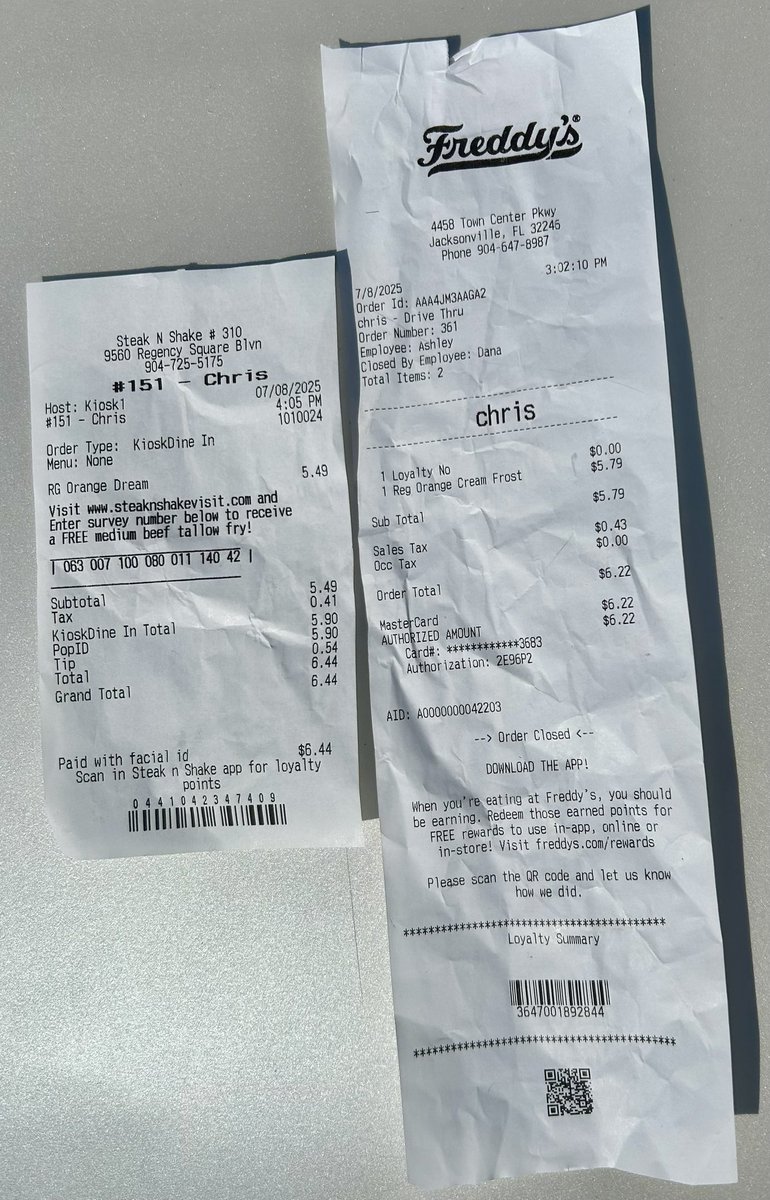 Steak N Shake # 310
9560 Regency Square Blvn
904-725-5175
#151 - Chris
07/08/2025
Host: Kiosk1 4:05 PM
#151 - Chris 1010024
Order Type: KioskDine In
Menu: None
RG Orange Dream 5.49
Visit www.steaknshakevisit.com and
Enter survey number below to receive
a FREE medium beef tallow fry!
| 063 007 100 080 011 140 42 |
Subtotal 5.49
Tax 0.41
KioskDine In Total 5.90
PopID 5.90
Tip 0.54
Total 6.44
Grand Total 6.44
Paid with facial id $6.44
Scan in Steak n Shake app for loyalty
points
0441042347409
Freddy's®
4458 Town Center Pkwy
Jacksonville, FL 32246
Phone 904-647-8987
7/8/2025 3:02:10 PM
Order Id: AAA4JM3AAGA2
chris - Drive Thru
Order Number: 361
Employee: Ashley
Closed By Employee: Dana
Total Items: 2
chris
1 Loyalty No $0.00
1 Reg Orange Cream Frost $5.79
Sub Total $5.79
Sales Tax $0.43
Occ Tax $0.00
Order Total $6.22
MasterCard $6.22
AUTHORIZED AMOUNT $6.22
Card#: ************3683
Authorization: 2E96P2
AID: A0000000042203
--> Order Closed <--
DOWNLOAD THE APP!
When you're eating at Freddy's, you should
be earning. Redeem those earned points for
FREE rewards to use in-app, online or
in-store! Visit freddys.com/rewards
Please scan the QR code and let us know
how we did.
****************************************
Loyalty Summary
3647001892844
****************************************